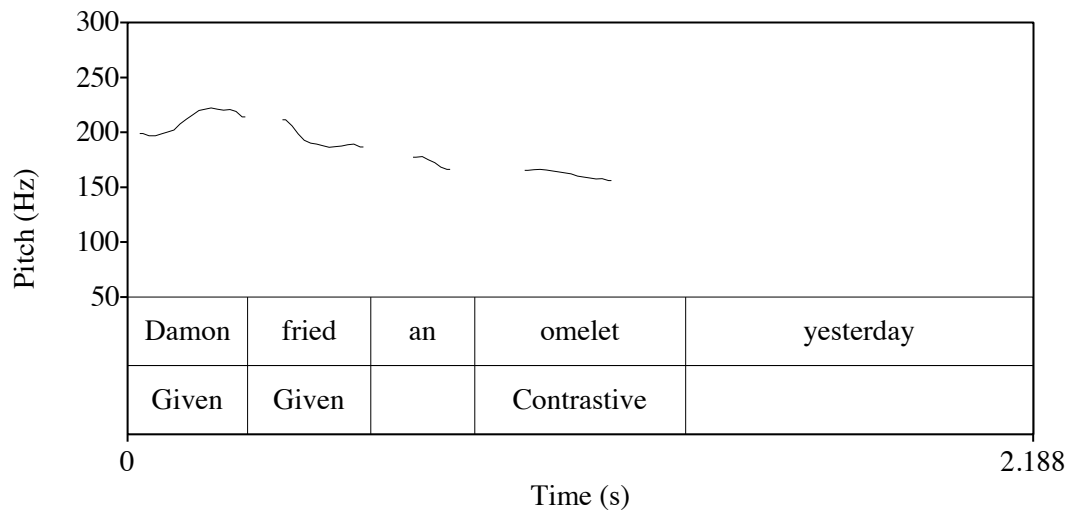 300
250
200
150
100
50
Pitch (Hz)
Damon fried an omelet yesterday
Given Given Contrastive
0 2.188
Time (s)